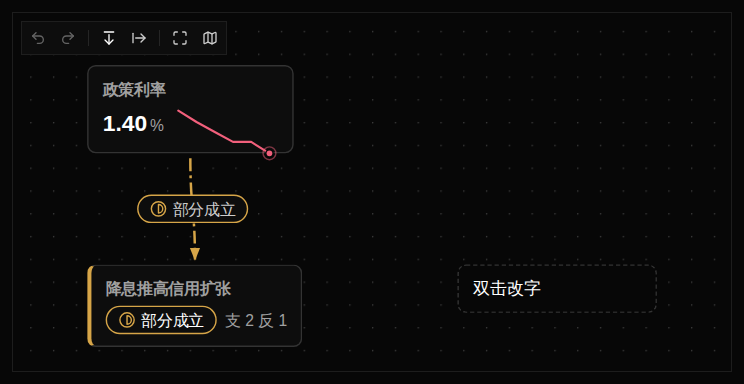 政策利率
1.40 %
部分成立
降息推高信用扩张
部分成立 支 2 反 1
双击改字